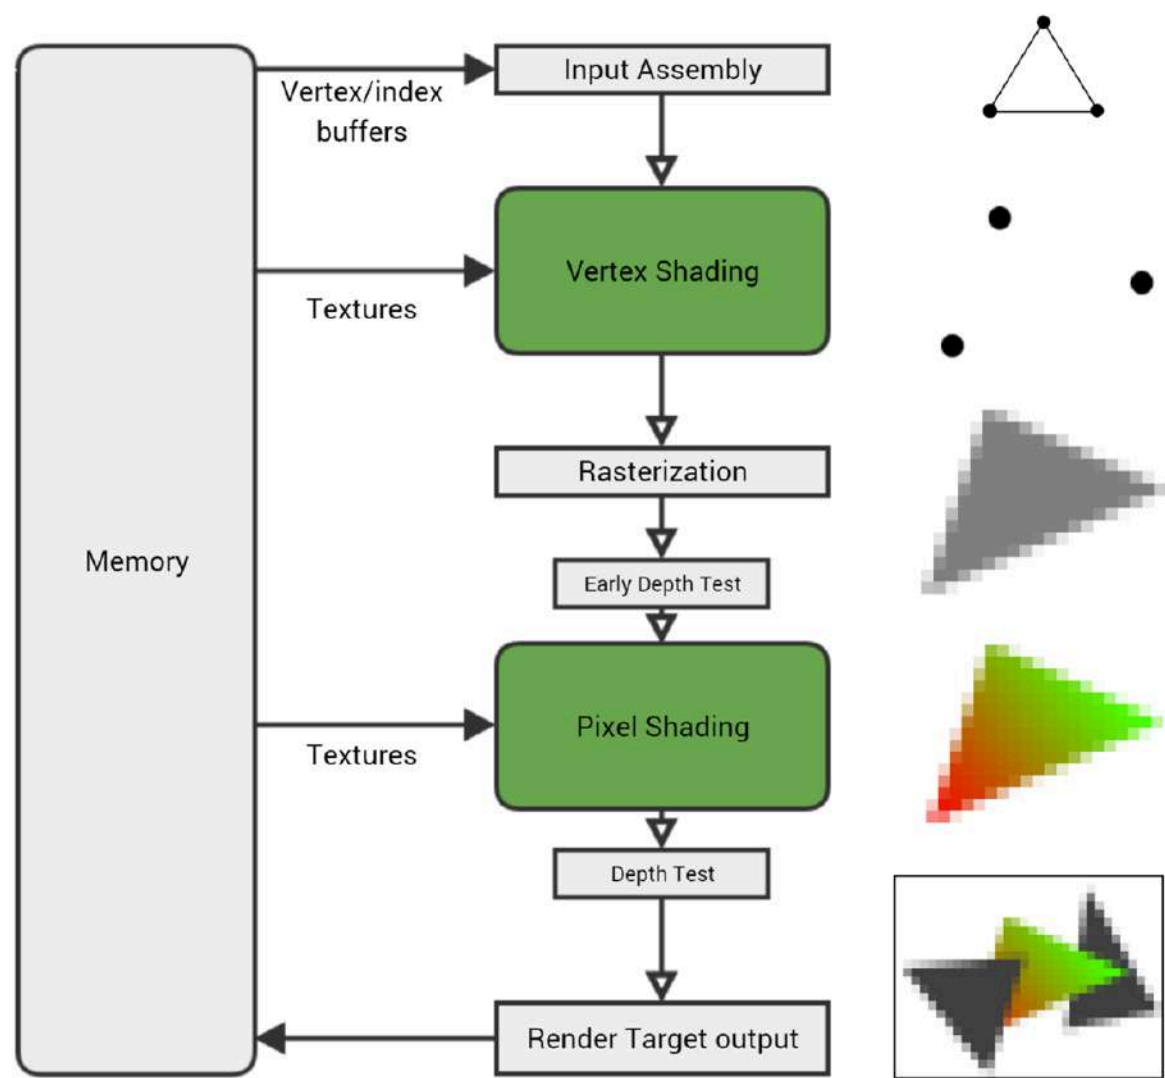 Input Assembly
Vertex/index
buffers
Vertex Shading
Textures
Rasterization
Memory
Early Depth Test
Pixel Shading
Textures
Depth Test
Render Target output